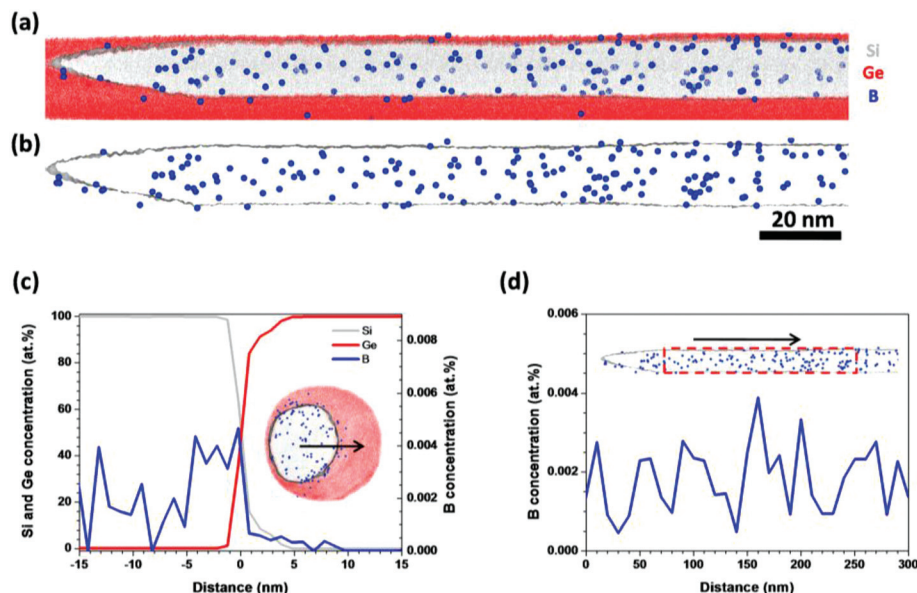 (a)
Si
Ge
B
(b)
20 nm
(c)
(d)
100
80
60
40
20
0
Si and Ge concentration (at.%)
Si
Ge
B
0.008
0.006
0.004
0.002
0.000
B concentration (at.%)
-15
-10
-5
0
5
10
15
Distance (nm)
0.006
0.004
0.002
0.000
B concentration (at.%)
0
50
100
150
200
250
300
Distance (nm)